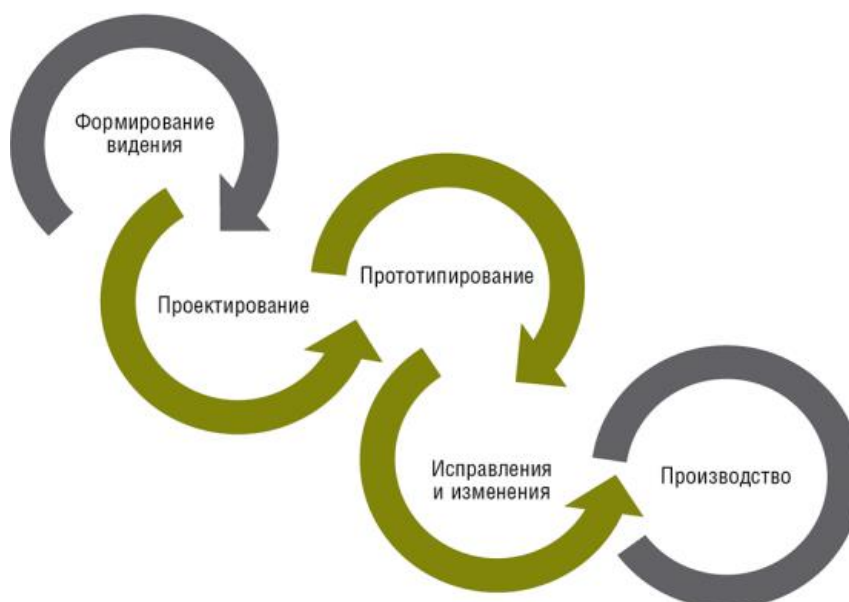 Формирование
видения
Проектирование
Прототипирование
Исправления
и изменения
Производство